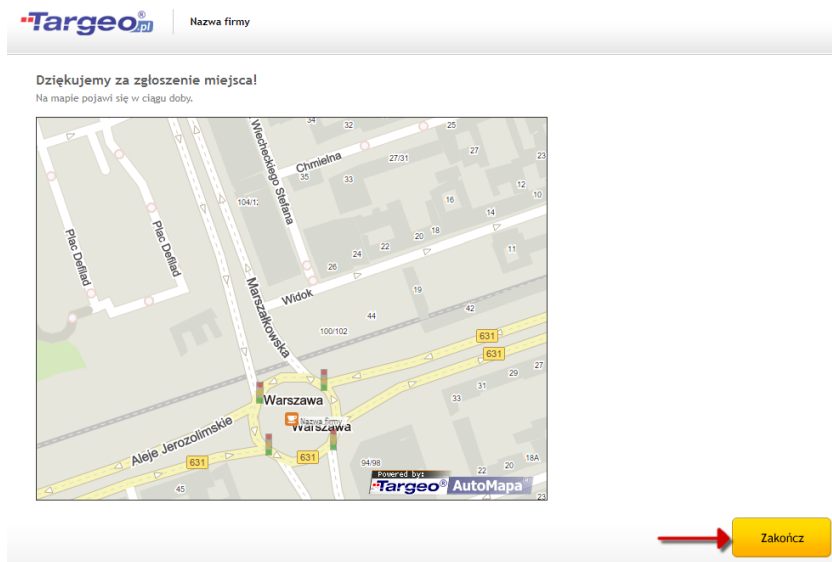 Targeo®.pl
Nazwa firmy
Dziękujemy za zgłoszenie miejsca!
Na mapie pojawi się w ciągu doby.
34
32
25
Wiecheckiego Stefana
Chmielna
27/31
27
23
35
33
12
10
104/1
16
14
Plac Defilad
Plac Defilad
18
20
22
24
26
11
Widok
19
42
44
Marszałkowska
100/102
631
631
29
27
31
33
Warszawa
Nazwa firmy
Warszawa
Aleje Jerozolimskie
631
631
94/98
22
20
18A
45
23
Powered by:
Targeo® AutoMapa®
Zakończ